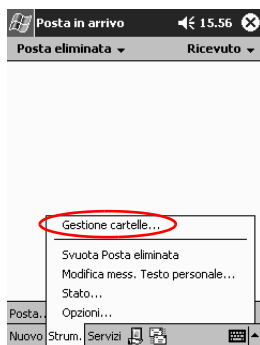 Posta in arrivo 15.56
Posta eliminata Ricevuto
Gestione cartelle...
Svuota Posta eliminata
Modifica mess. Testo personale...
Stato...
Opzioni...
Posta..
Nuovo Strum. Servizi